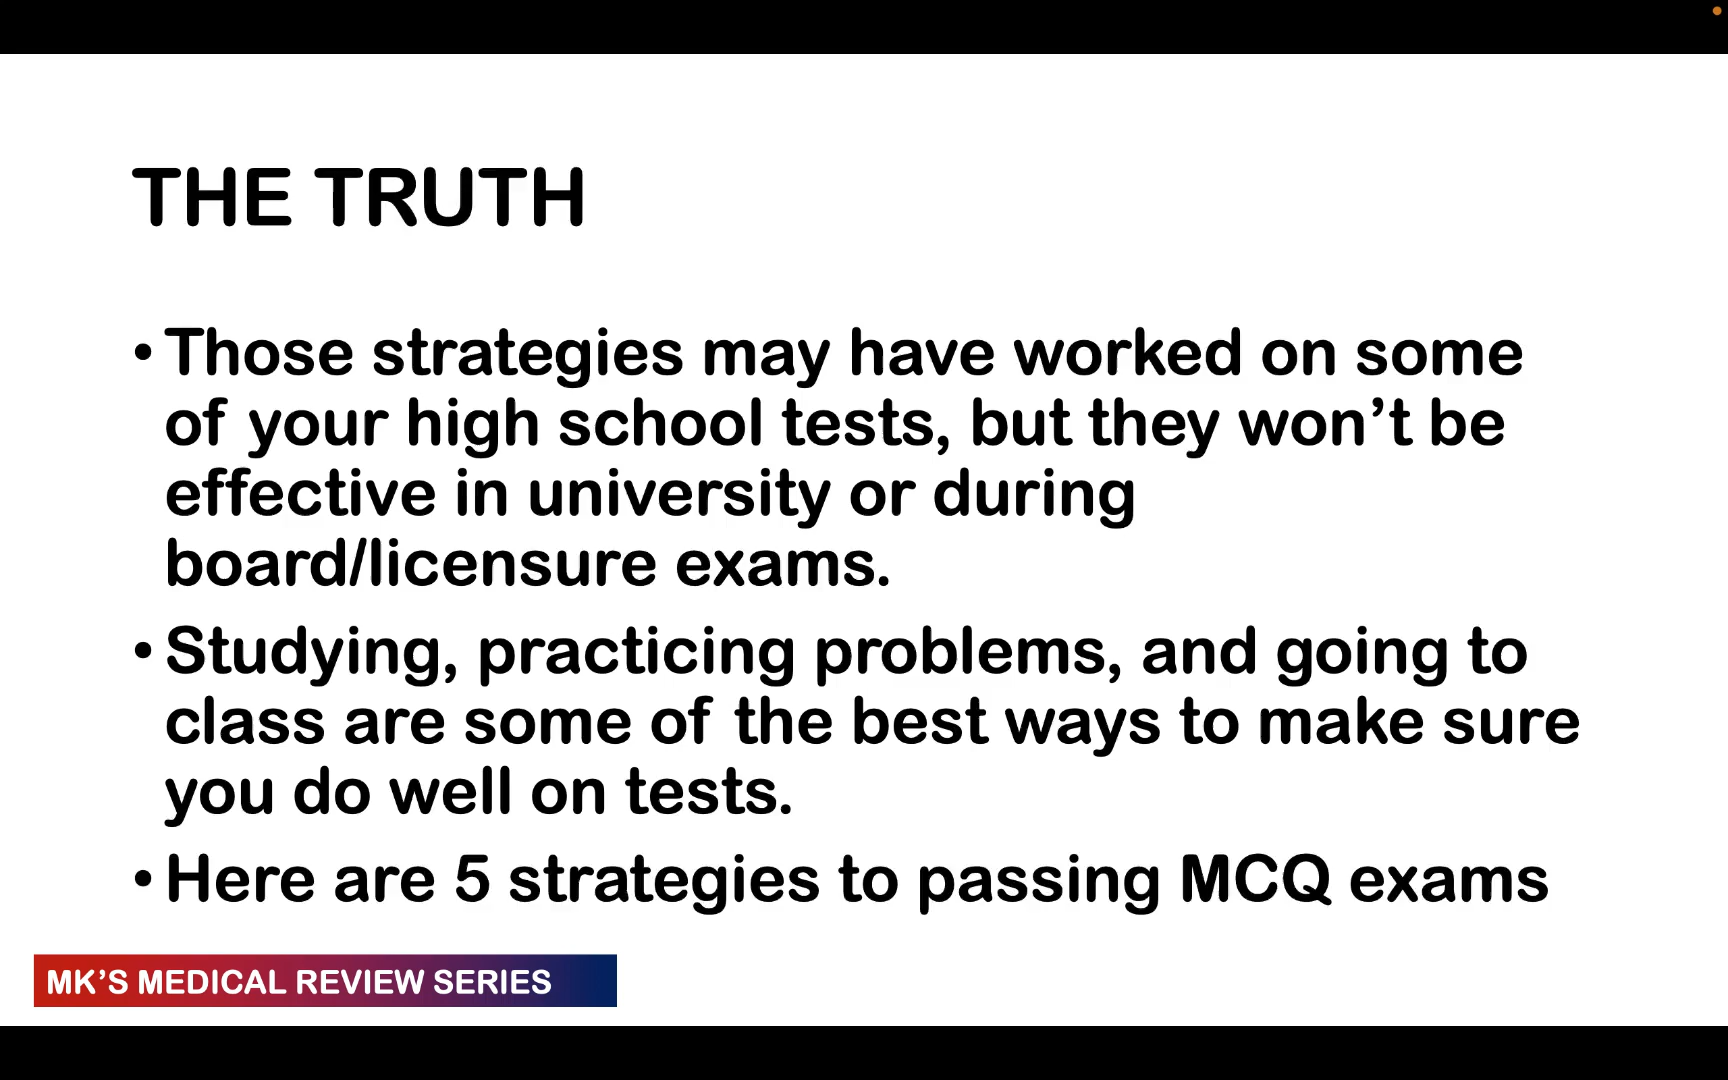 THE TRUTH
• Those strategies may have worked on some
of your high school tests, but they won’t be
effective in university or during
board/licensure exams.
• Studying, practicing problems, and going to
class are some of the best ways to make sure
you do well on tests.
• Here are 5 strategies to passing MCQ exams
MK’S MEDICAL REVIEW SERIES